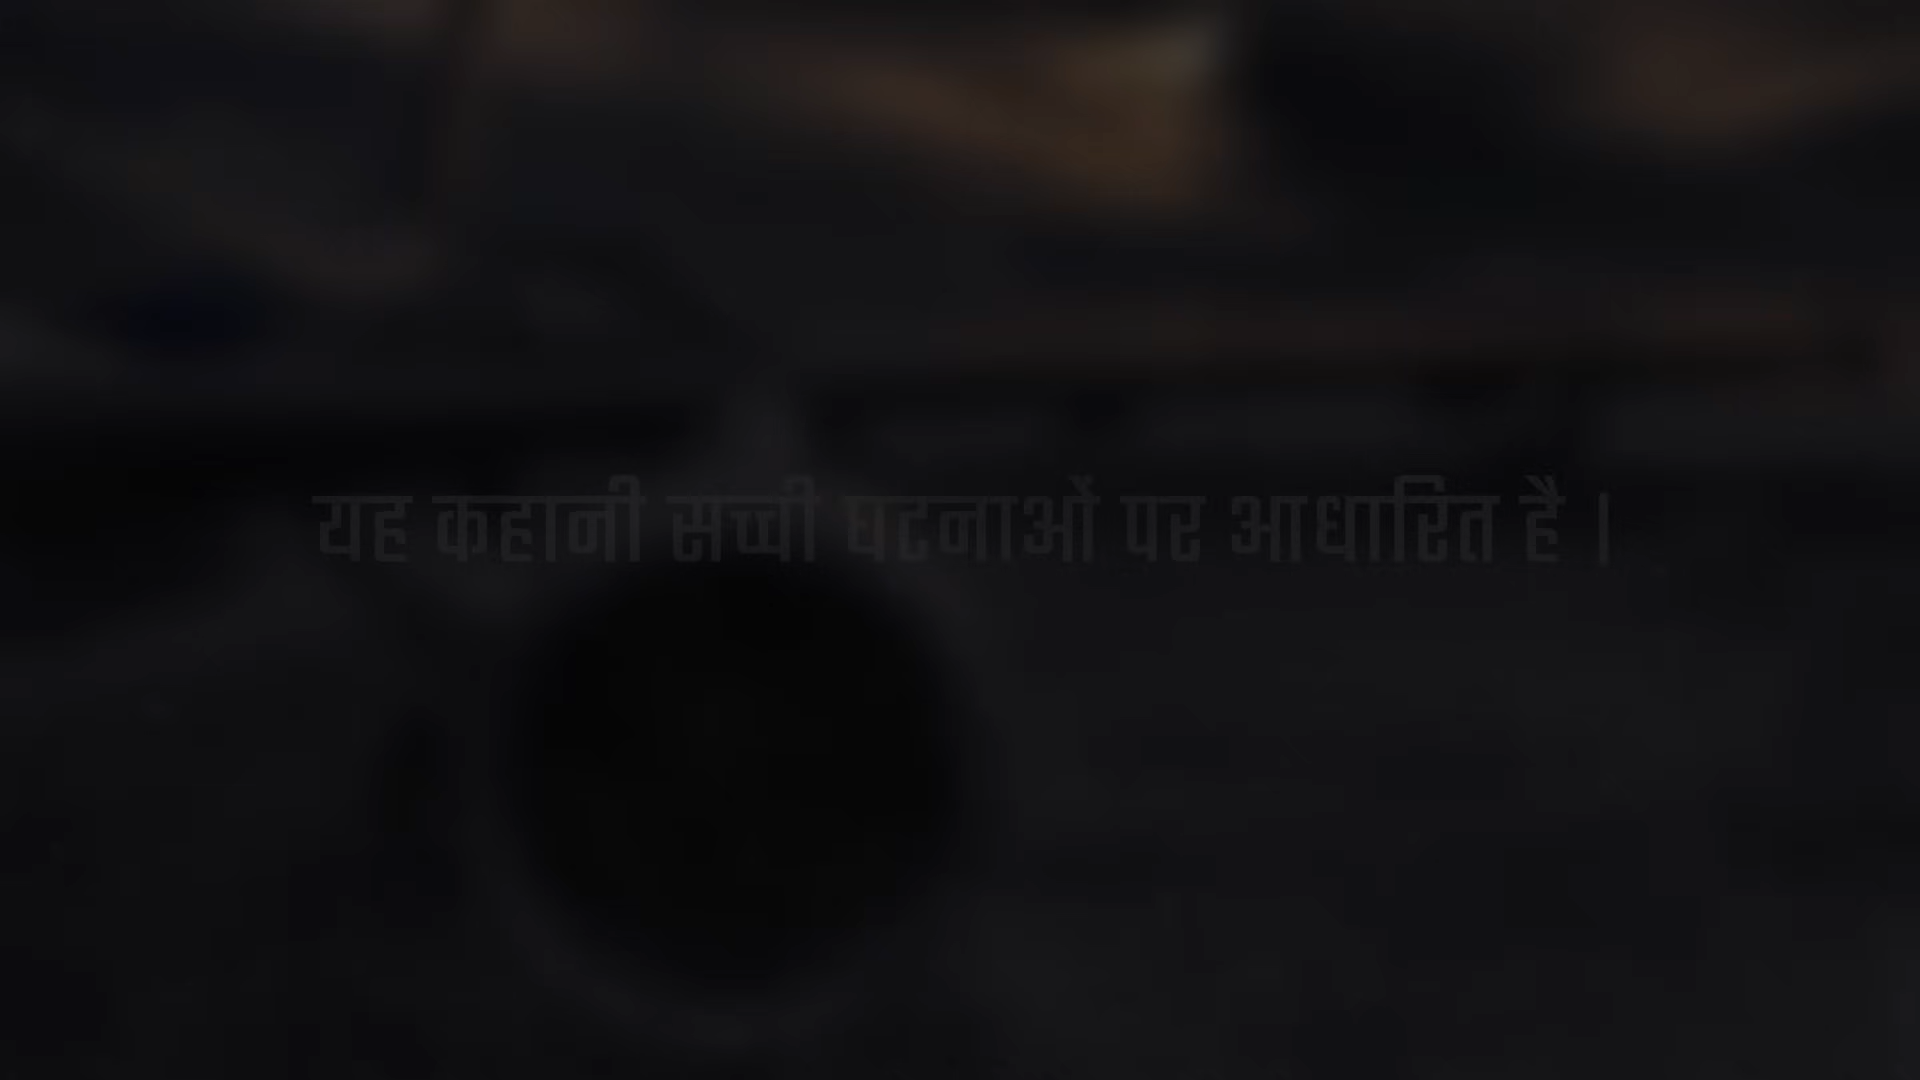 यह कहानी सच्ची घटनाओं पर आधारित है ।